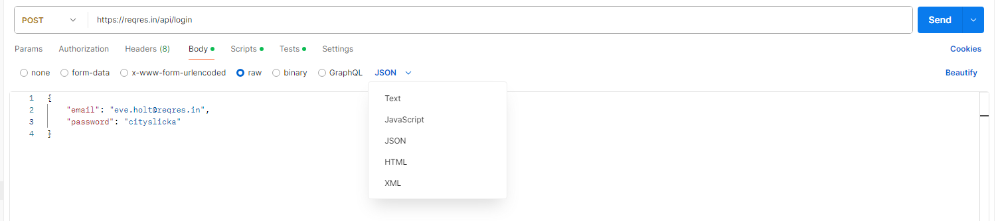 POST https://reqres.in/api/login Send
Params Authorization Headers (8) Body Scripts Tests Settings Cookies
none form-data x-www-form-urlencoded raw binary GraphQL JSON Beautify
1 {
2 "email": "eve.holt@reqres.in",
3 "password": "cityslicka"
4 }
Text
JavaScript
JSON
HTML
XML